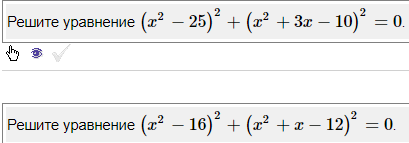 Решите уравнение (x² − 25)² + (x² + 3x − 10)² = 0.
Решите уравнение (x² − 16)² + (x² + x − 12)² = 0.